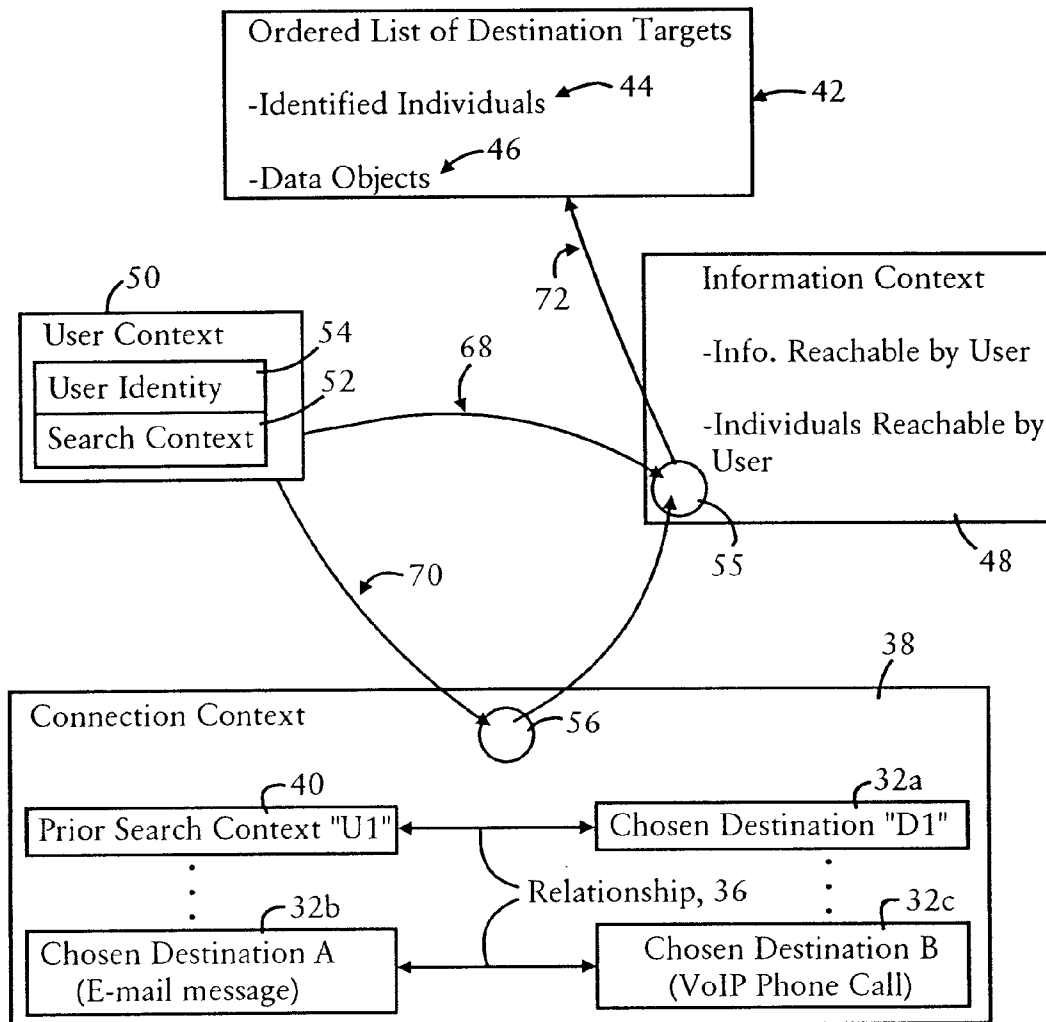 Ordered List of Destination Targets
-Identified Individuals
44
42
46
-Data Objects
72
Information Context
-Info. Reachable by User
-Individuals Reachable by
User
55
48
50
User Context
54
User Identity
52
Search Context
68
70
38
Connection Context
56
40
Prior Search Context "U1"
32a
Chosen Destination "D1"
Relationship, 36
32b
Chosen Destination A
(E-mail message)
32c
Chosen Destination B
(VoIP Phone Call)